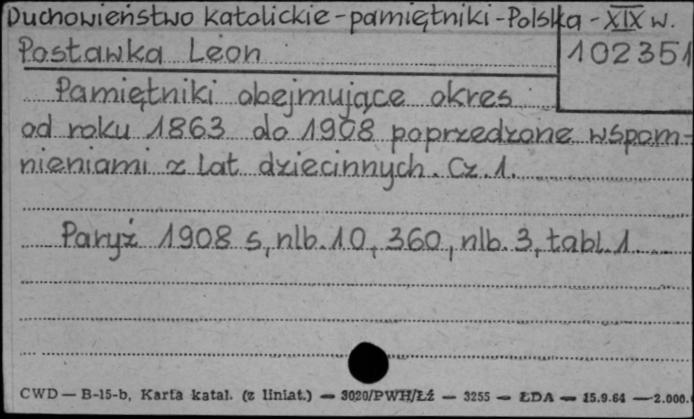 Duchowieństwo katolickie-pamiętniki-Polska-XIX w.
Postawka Leon
102351
Pamiętniki obejmujące okres
od roku 1863 do 1908 poprzedzone wspom-
nieniami z lat dziecinnych. Cz.1.
Paryż 1908 s, nlb.10, 360, nlb.3, tabl.1
CWD — B-15-b, Karta katal. (z liniat.) — 3020/PWH/Łź — 3255 — ŁDA — 15.9.64 — 2.000.